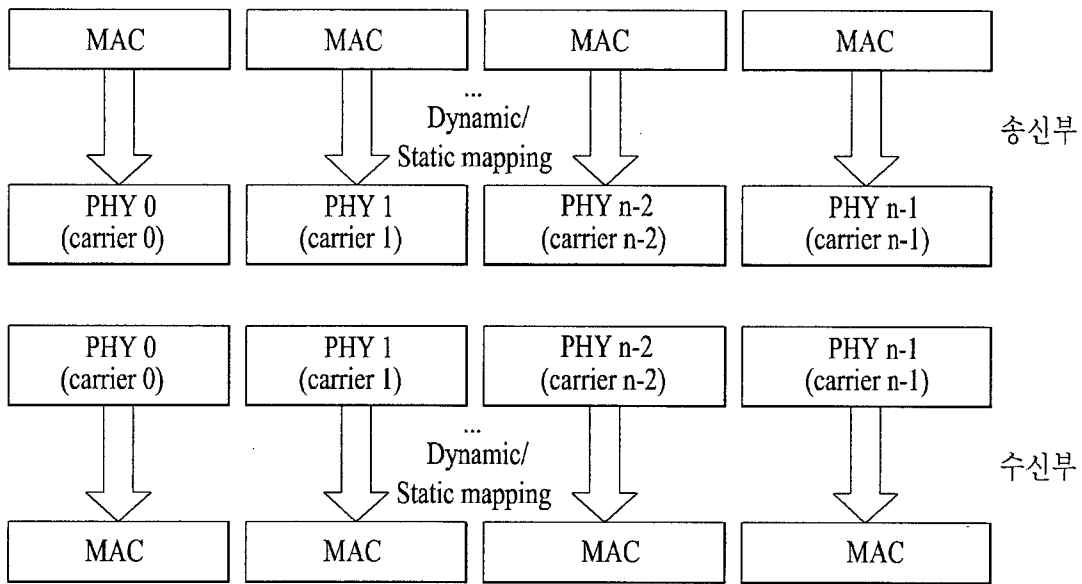 MAC
MAC
MAC
MAC
...
Dynamic/
Static mapping
송신부
PHY 0
(carrier 0)
PHY 1
(carrier 1)
PHY n-2
(carrier n-2)
PHY n-1
(carrier n-1)
PHY 0
(carrier 0)
PHY 1
(carrier 1)
PHY n-2
(carrier n-2)
PHY n-1
(carrier n-1)
...
Dynamic/
Static mapping
수신부
MAC
MAC
MAC
MAC